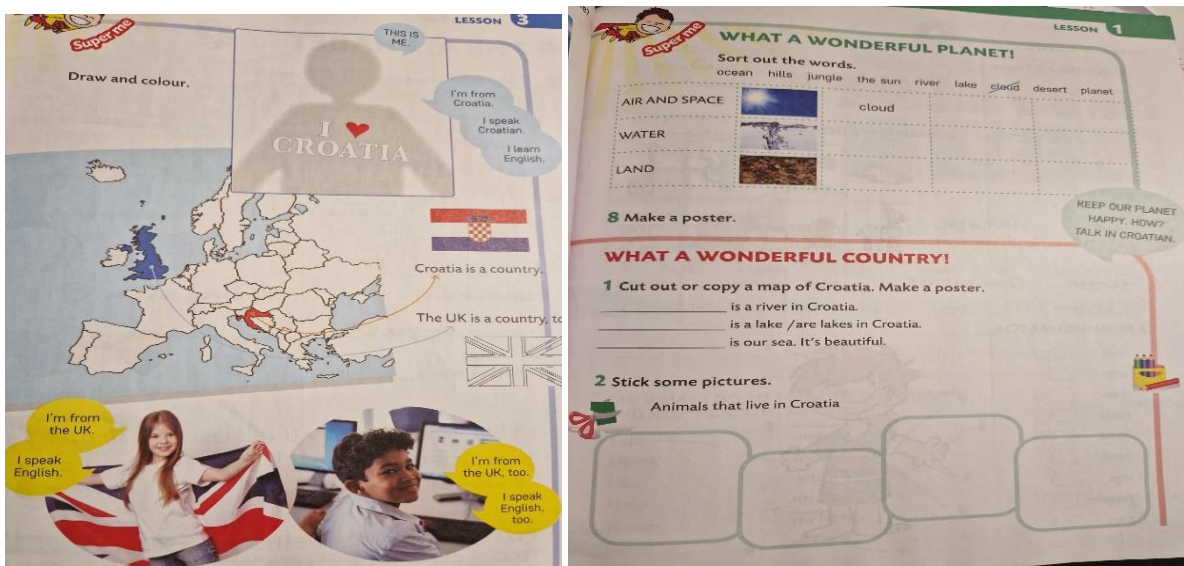 Super me
LESSON 3
Draw and colour.
THIS IS
ME.
I'm from
Croatia.
I speak
Croatian.
I learn
English.
I ♥
CROATIA
Croatia is a country.
The UK is a country, to
I'm from
the UK.
I speak
English.
I'm from
the UK, too.
I speak
English,
too.
Super me
LESSON 1
WHAT A WONDERFUL PLANET!
Sort out the words.
ocean hills jungle the sun river lake cloud desert planet
AIR AND SPACE cloud
WATER
LAND
8 Make a poster.
KEEP OUR PLANET
HAPPY. HOW?
TALK IN CROATIAN.
WHAT A WONDERFUL COUNTRY!
1 Cut out or copy a map of Croatia. Make a poster.
is a river in Croatia.
is a lake /are lakes in Croatia.
is our sea. It's beautiful.
2 Stick some pictures.
Animals that live in Croatia